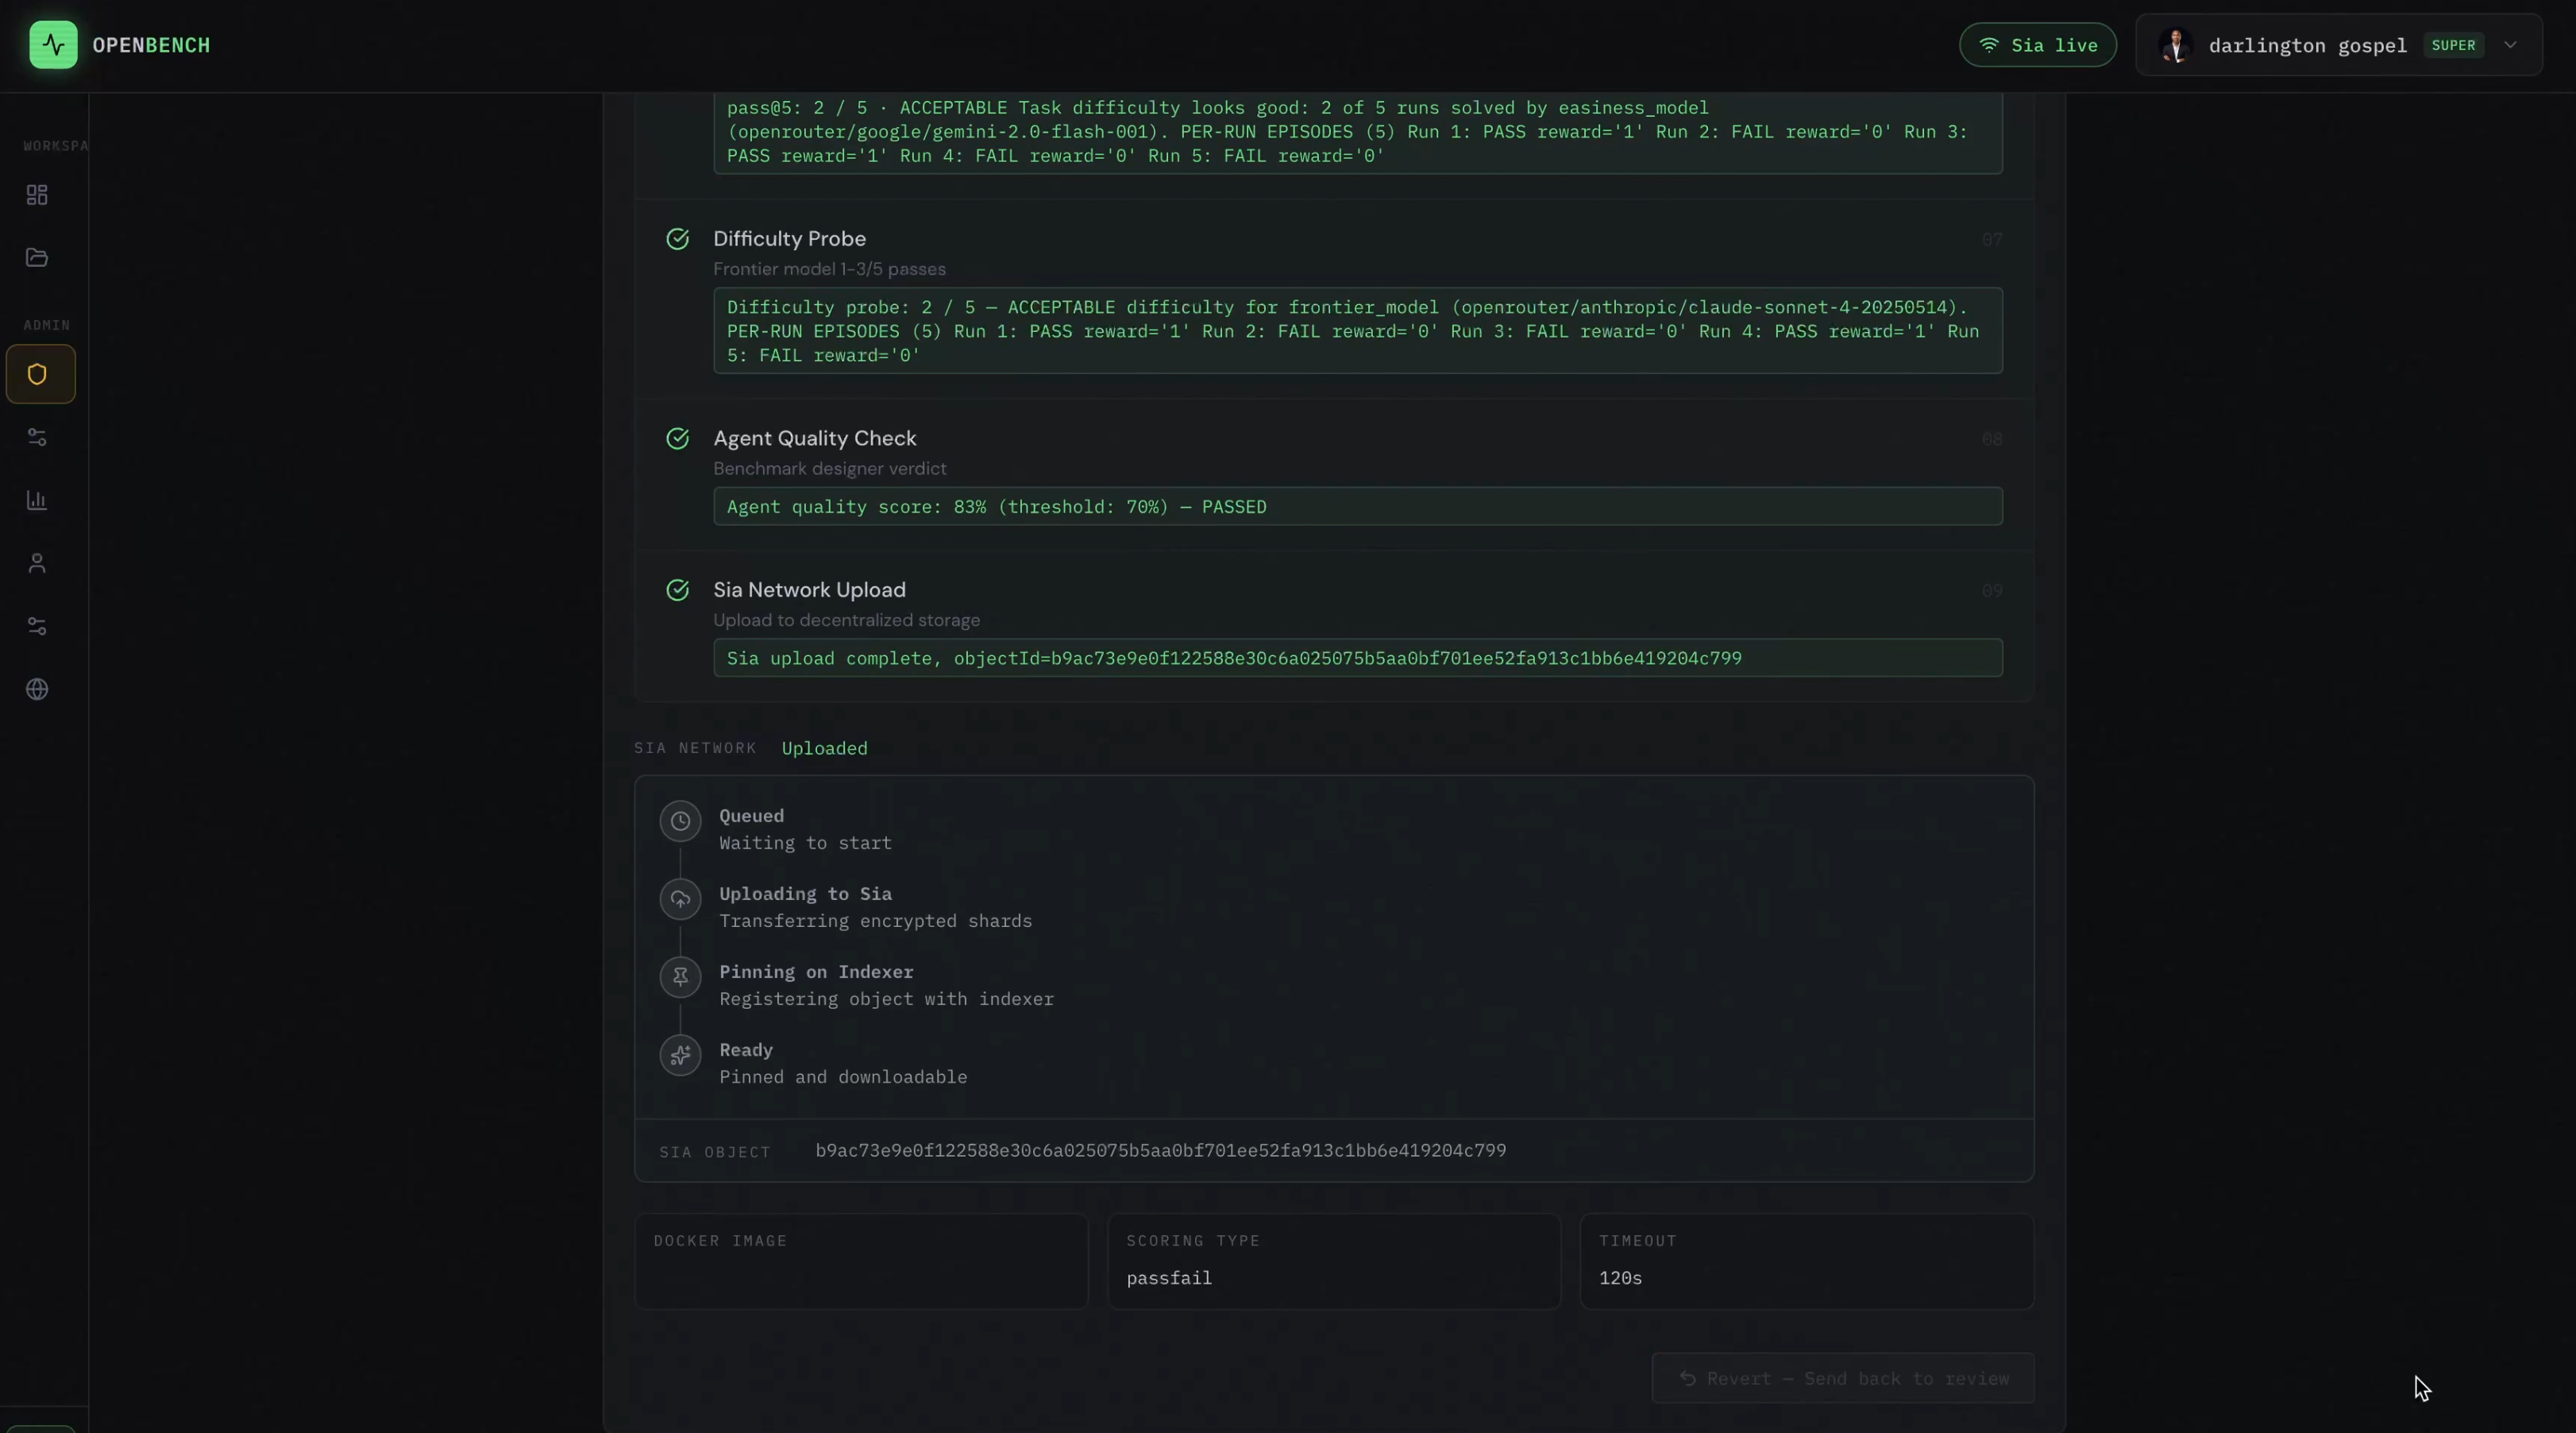 OPENBENCH
Sia live
darlington gospel
SUPER
WORKSPA
ADMIN
pass@5: 2 / 5 · ACCEPTABLE Task difficulty looks good: 2 of 5 runs solved by easiness_model
(openrouter/google/gemini-2.0-flash-001). PER-RUN EPISODES (5) Run 1: PASS reward='1' Run 2: FAIL reward='0' Run 3:
PASS reward='1' Run 4: FAIL reward='0' Run 5: FAIL reward='0'
Difficulty Probe
07
Frontier model 1-3/5 passes
Difficulty probe: 2 / 5 — ACCEPTABLE difficulty for frontier_model (openrouter/anthropic/claude-sonnet-4-20250514).
PER-RUN EPISODES (5) Run 1: PASS reward='1' Run 2: FAIL reward='0' Run 3: FAIL reward='0' Run 4: PASS reward='1' Run
5: FAIL reward='0'
Agent Quality Check
08
Benchmark designer verdict
Agent quality score: 83% (threshold: 70%) — PASSED
Sia Network Upload
09
Upload to decentralized storage
Sia upload complete, objectId=b9ac73e9e0f122588e30c6a025075b5aa0bf701ee52fa913c1bb6e419204c799
SIA NETWORK Uploaded
Queued
Waiting to start
Uploading to Sia
Transferring encrypted shards
Pinning on Indexer
Registering object with indexer
Ready
Pinned and downloadable
SIA OBJECT b9ac73e9e0f122588e30c6a025075b5aa0bf701ee52fa913c1bb6e419204c799
DOCKER IMAGE
SCORING TYPE
passfail
TIMEOUT
120s
Revert — Send back to review